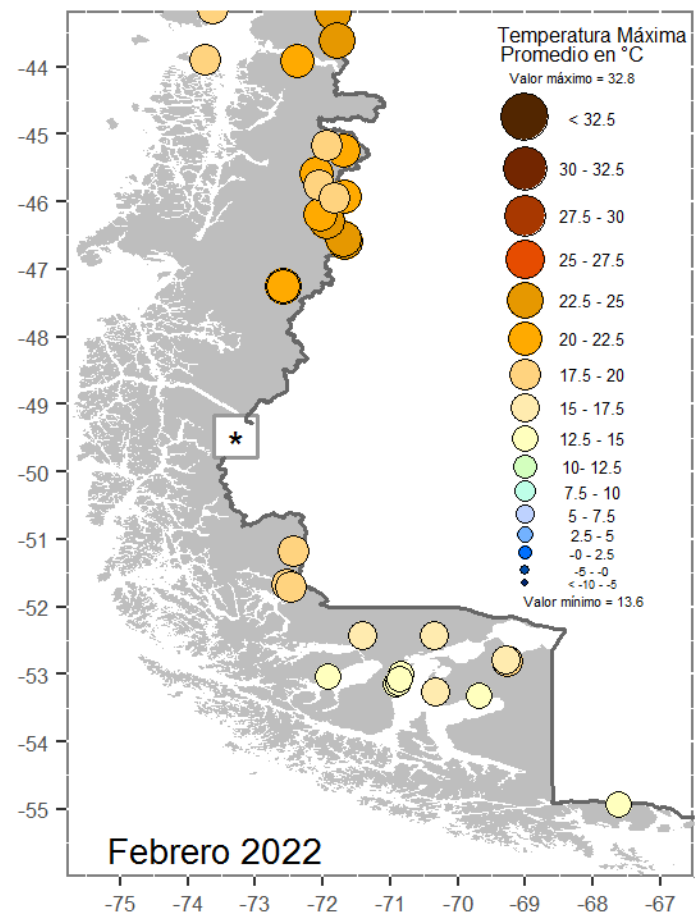 Temperatura Máxima
Promedio en °C
Valor máximo = 32.8
< 32.5
30 - 32.5
27.5 - 30
25 - 27.5
22.5 - 25
20 - 22.5
17.5 - 20
15 - 17.5
12.5 - 15
10- 12.5
7.5 - 10
5 - 7.5
2.5 - 5
-0 - 2.5
-5 - -0
< -10 - -5
Valor mínimo = 13.6
-44
-45
-46
-47
-48
-49
-50
-51
-52
-53
-54
-55
*
Febrero 2022
-75 -74 -73 -72 -71 -70 -69 -68 -67